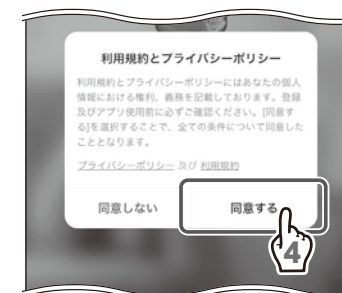 利用規約とプライバシーポリシー
利用規約とプライバシーポリシーにはあなたの個人
情報における権利、義務を記載しております。登録
及びアプリ使用前に必ずご確認ください。[同意す
る]を選択することで、全ての条件について同意した
こととなります。
プライバシーポリシー 及び 利用規約
同意しない 同意する
4